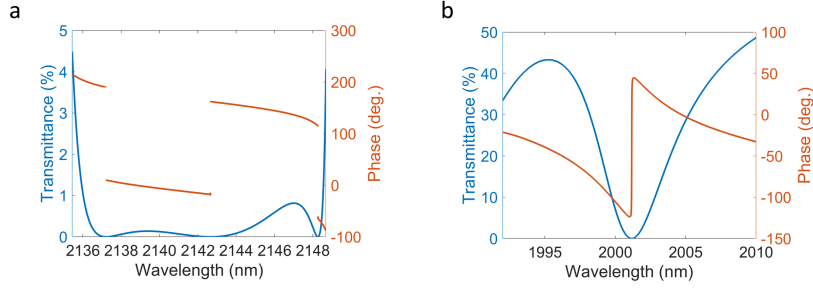 a
5
4
3
2
1
0
Transmittance (%)
300
200
100
0
-100
Phase (deg.)
2136 2138 2140 2142 2144 2146 2148
Wavelength (nm)
b
50
40
30
20
10
0
Transmittance (%)
100
50
0
-50
-100
-150
Phase (deg.)
1995 2000 2005 2010
Wavelength (nm)